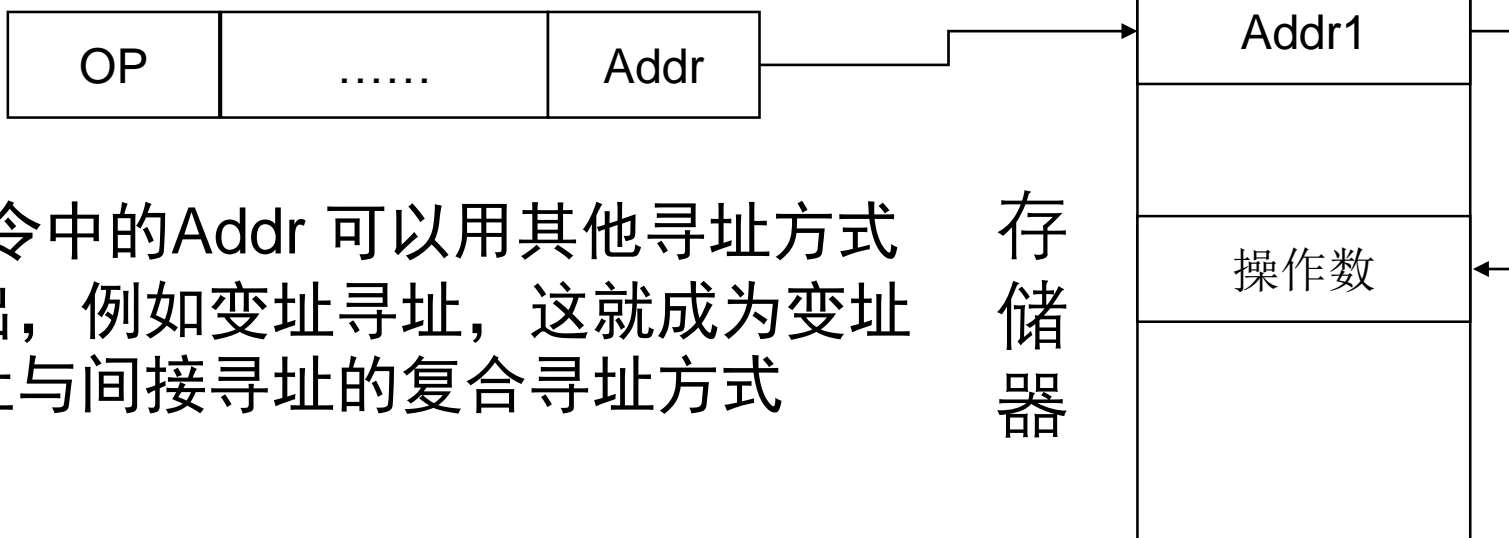 OP
……
Addr
Addr1
令中的Addr 可以用其他寻址方式
，例如变址寻址，这就成为变址
与间接寻址的复合寻址方式
存
储
器
操作数